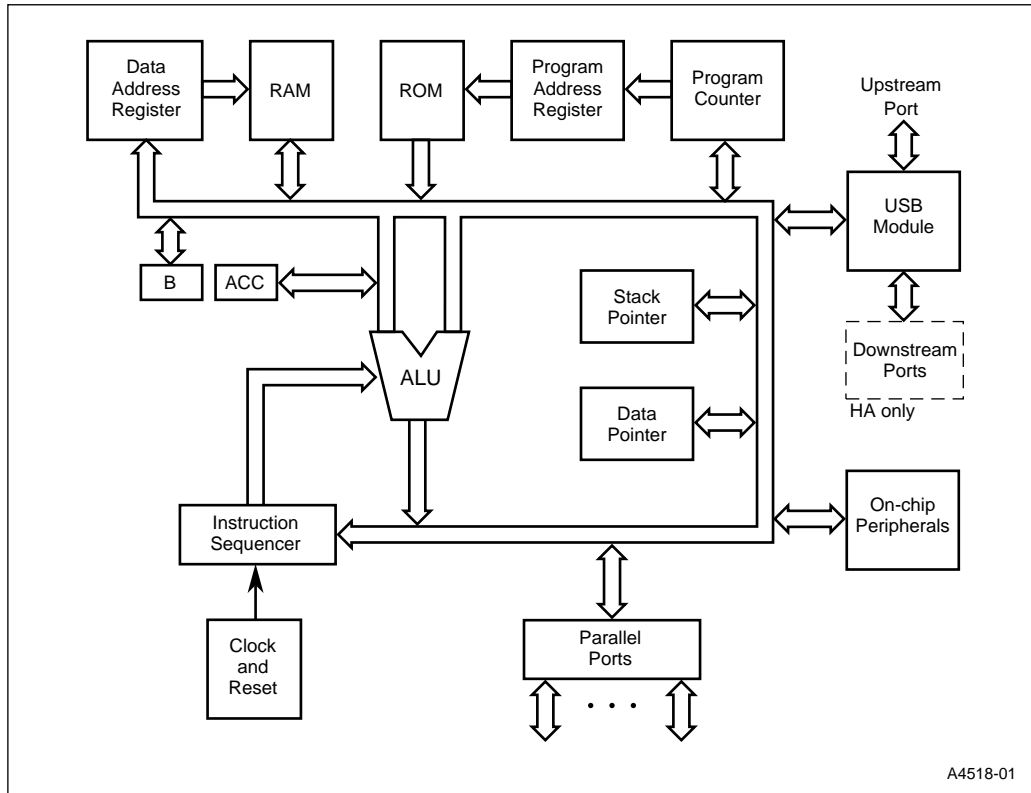 Data
Address
Register
RAM
ROM
Program
Address
Register
Program
Counter
Upstream
Port
USB
Module
B
ACC
Stack
Pointer
ALU
Downstream
Ports
HA only
Data
Pointer
Instruction
Sequencer
On-chip
Peripherals
Clock
and
Reset
Parallel
Ports
. . .
A4518-01